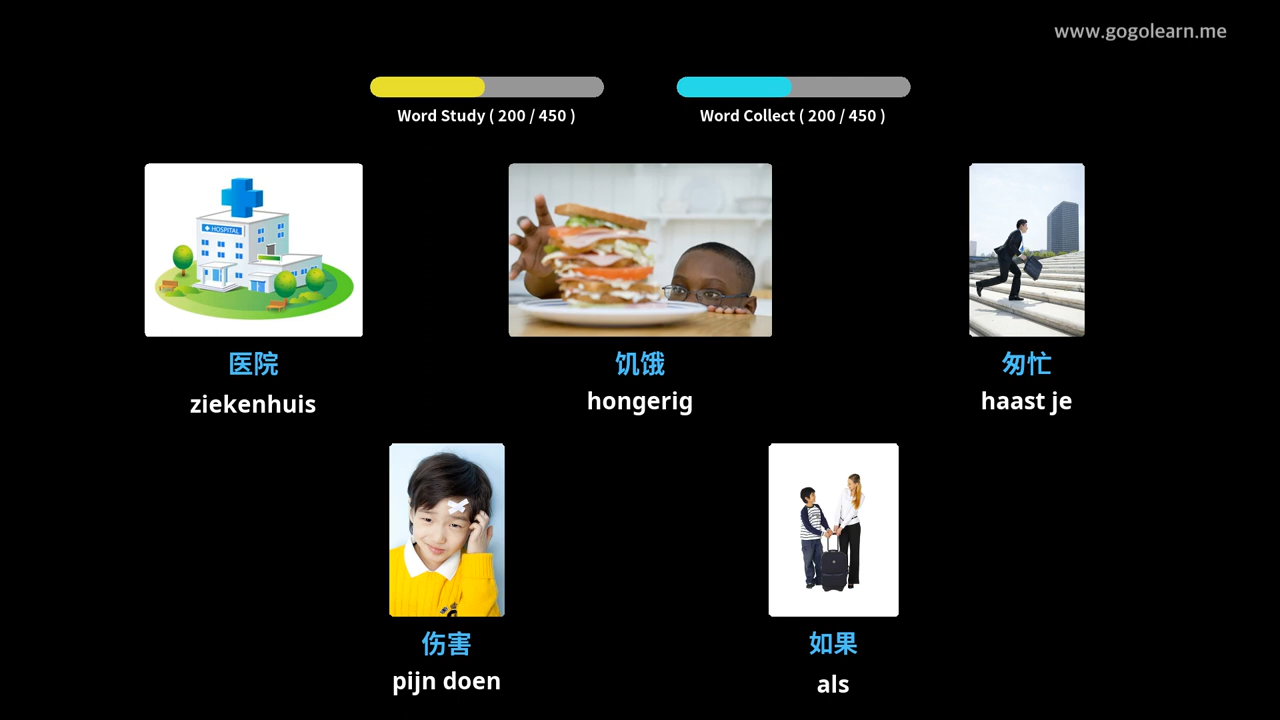 www.gogolearn.me
Word Study ( 200 / 450 )
Word Collect ( 200 / 450 )
HOSPITAL
医院
ziekenhuis
饥饿
hongerig
匆忙
haast je
伤害
pijn doen
如果
als